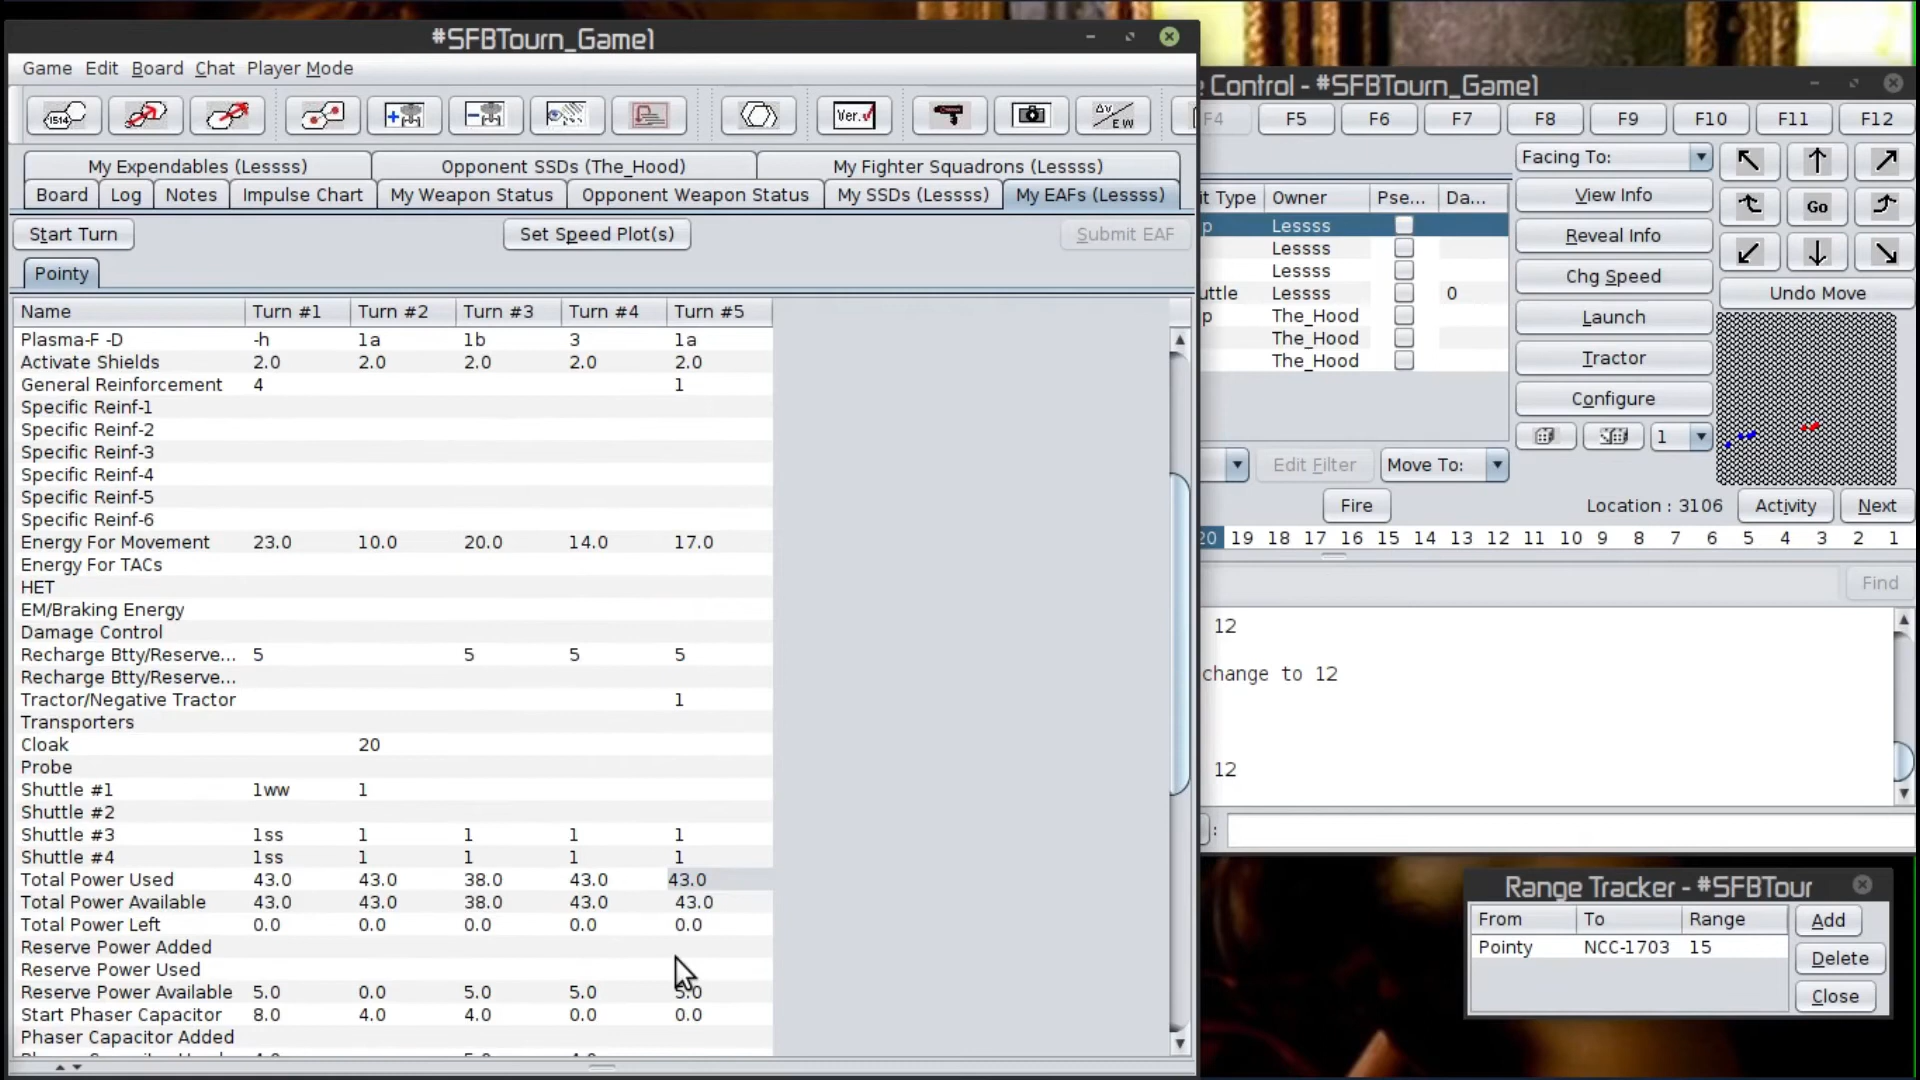 #SFBTourn_Game1
Game Edit Board Chat Player Mode
1514 Ver. ΔV/EW
My Expendables (Lessss) Opponent SSDs (The_Hood) My Fighter Squadrons (Lessss)
Board Log Notes Impulse Chart My Weapon Status Opponent Weapon Status My SSDs (Lessss) My EAFs (Lessss)
Start Turn Set Speed Plot(s) Submit EAF
Pointy
Name Turn #1 Turn #2 Turn #3 Turn #4 Turn #5
Plasma-F -D -h 1a 1b 3 1a
Activate Shields 2.0 2.0 2.0 2.0 2.0
General Reinforcement 4 1
Specific Reinf-1
Specific Reinf-2
Specific Reinf-3
Specific Reinf-4
Specific Reinf-5
Specific Reinf-6
Energy For Movement 23.0 10.0 20.0 14.0 17.0
Energy For TACs
HET
EM/Braking Energy
Damage Control
Recharge Btty/Reserve... 5 5 5 5
Recharge Btty/Reserve...
Tractor/Negative Tractor 1
Transporters
Cloak 20
Probe
Shuttle #1 1ww 1
Shuttle #2
Shuttle #3 1ss 1 1 1 1
Shuttle #4 1ss 1 1 1 1
Total Power Used 43.0 43.0 38.0 43.0 43.0
Total Power Available 43.0 43.0 38.0 43.0 43.0
Total Power Left 0.0 0.0 0.0 0.0 0.0
Reserve Power Added
Reserve Power Used
Reserve Power Available 5.0 0.0 5.0 5.0 5.0
Start Phaser Capacitor 8.0 4.0 4.0 0.0 0.0
Phaser Capacitor Added
e Control - #SFBTourn_Game1
F4 F5 F6 F7 F8 F9 F10 F11 F12
Facing To:
View Info
Go
Reveal Info
Chg Speed
Undo Move
Launch
Tractor
Configure
1
it Type Owner Pse... Da...
p Lessss
Lessss
Lessss
uttle Lessss 0
p The_Hood
The_Hood
The_Hood
Edit Filter Move To:
Fire Location : 3106 Activity Next
20 19 18 17 16 15 14 13 12 11 10 9 8 7 6 5 4 3 2 1
Find
12
change to 12
12
:
Range Tracker - #SFBTour
From To Range Add
Pointy NCC-1703 15
Delete
Close